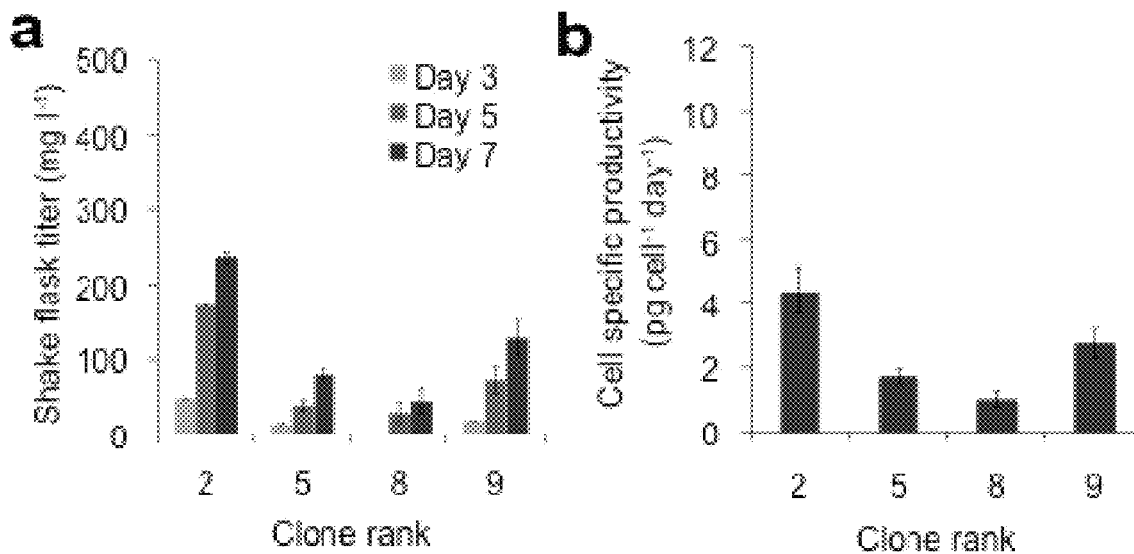 a
Shake flask titer (mg l⁻¹)
500
400
300
200
100
0
Day 3
Day 5
Day 7
2 5 8 9
Clone rank
b
Cell specific productivity
(pg cell⁻¹ day⁻¹)
12
10
8
6
4
2
0
2 5 8 9
Clone rank